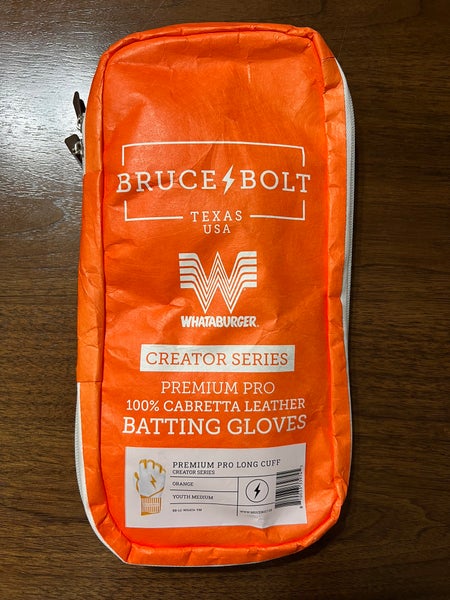 BRUCE BOLT
TEXAS
USA
WHATABURGER
CREATOR SERIES
PREMIUM PRO
100% CABRETTA LEATHER
BATTING GLOVES
PREMIUM PRO LONG CUFF
CREATOR SERIES
ORANGE
YOUTH MEDIUM